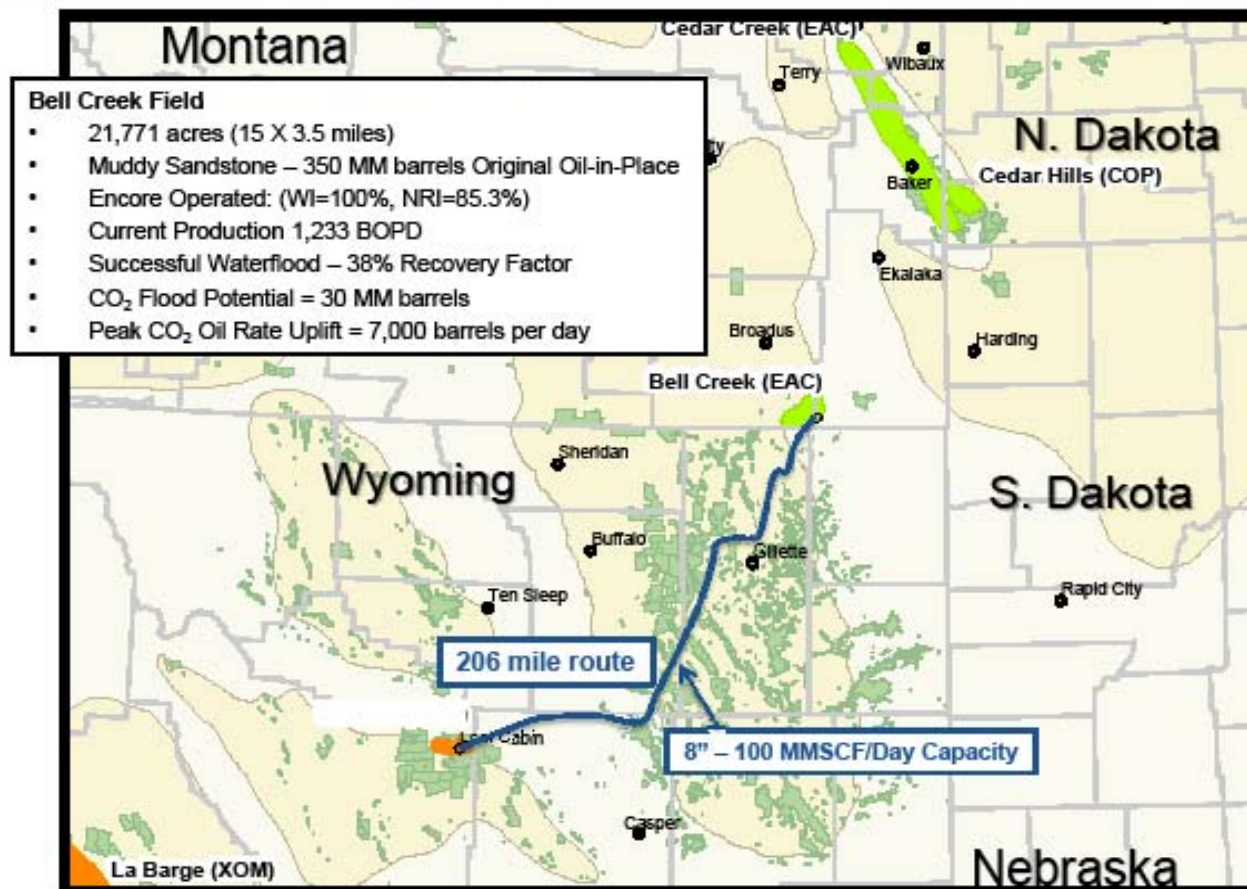 Cedar Creek (EAC)
Montana
Wibaux
Terry
Bell Creek Field
• 21,771 acres (15 X 3.5 miles)
• Muddy Sandstone – 350 MM barrels Original Oil-in-Place
• Encore Operated: (WI=100%, NRI=85.3%)
• Current Production 1,233 BOPD
• Successful Waterflood – 38% Recovery Factor
• CO₂ Flood Potential = 30 MM barrels
• Peak CO₂ Oil Rate Uplift = 7,000 barrels per day
N. Dakota
Baker
Cedar Hills (COP)
Ekalaka
Broadus
Harding
Bell Creek (EAC)
Sheridan
Wyoming
S. Dakota
Buffalo
Gillette
Ten Sleep
Rapid City
206 mile route
Cabin
8” – 100 MMSCF/Day Capacity
Casper
La Barge (XOM)
Nebraska